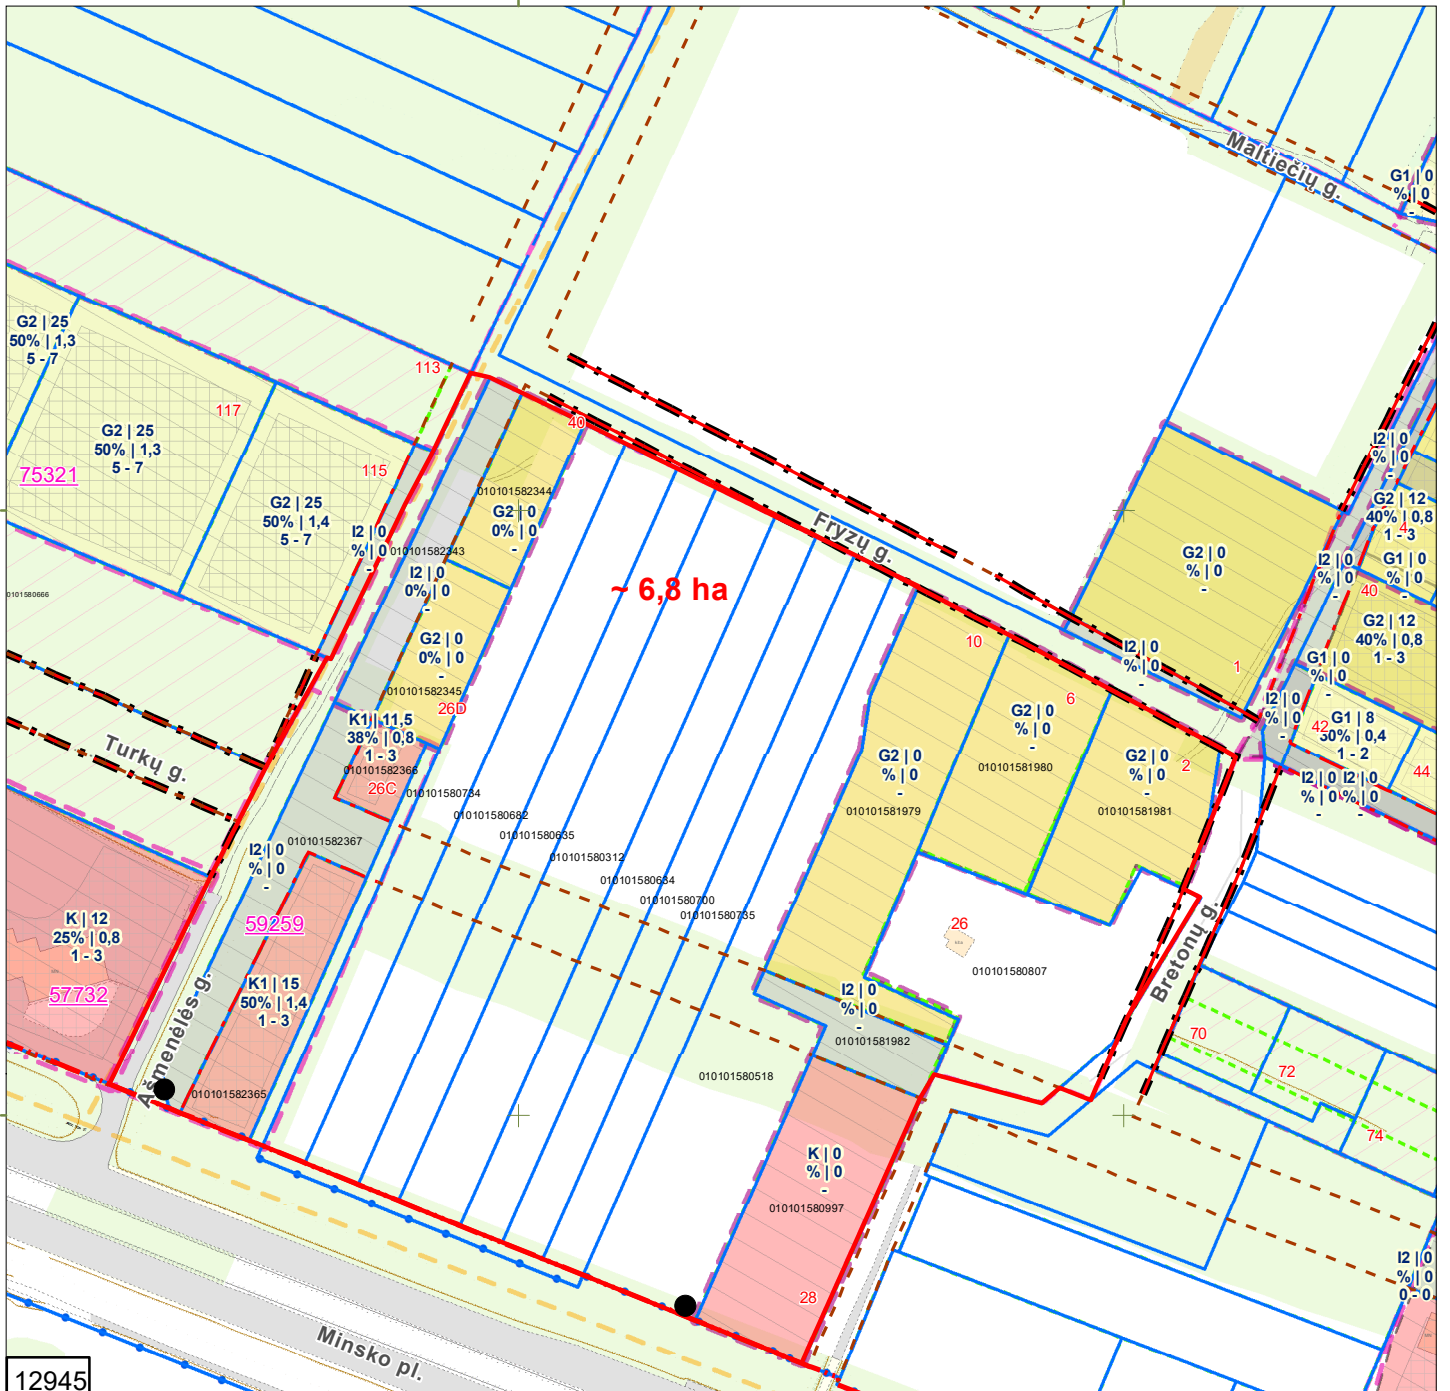 Maltiečių g.
G1 | 0
% | 0
-
G2 | 25
50% | 1,3
5 - 7
113
117
40
G2 | 25
50% | 1,3
5 - 7
75321
115
I2 | 0
% | 0
-
G2 | 12
40% | 0,8
1 - 3
4
010101582344
G2 | 0
0% | 0
-
G2 | 25
50% | 1,4
5 - 7
Fryzų g.
I2 | 0
% | 0
-
010101582343
G2 | 0
% | 0
-
I2 | 0
% | 0
-
G1 | 0
% | 0
-
40
I2 | 0
0% | 0
-
~ 6,8 ha
010101580666
G2 | 12
40% | 0,8
1 - 3
G2 | 0
0% | 0
-
10
I2 | 0
% | 0
-
1
G1 | 0
% | 0
-
010101582345
26D
6
G2 | 0
% | 0
-
I2 | 0
% | 0
-
G1 | 8
30% | 0,4
1 - 2
42
K1 | 11,5
38% | 0,8
1 - 3
Turkų g.
G2 | 0
% | 0
-
G2 | 0
% | 0
-
2
44
010101582366
26C
010101580734
010101581980
I2 | 0
% | 0
-
I2 | 0
% | 0
-
010101580682
010101581979
010101581981
010101580635
010101582367
I2 | 0
% | 0
-
010101580312
010101580634
010101580700
010101580735
K | 12
25% | 0,8
1 - 3
59259
26
57732
K1 | 15
50% | 1,4
1 - 3
010101580807
Bretonų g.
I2 | 0
% | 0
-
Ašmenėlės g.
70
010101581982
72
010101580518
010101582365
74
K | 0
% | 0
-
010101580997
I2 | 0
% | 0
0 - 0
28
Minsko pl.
12945